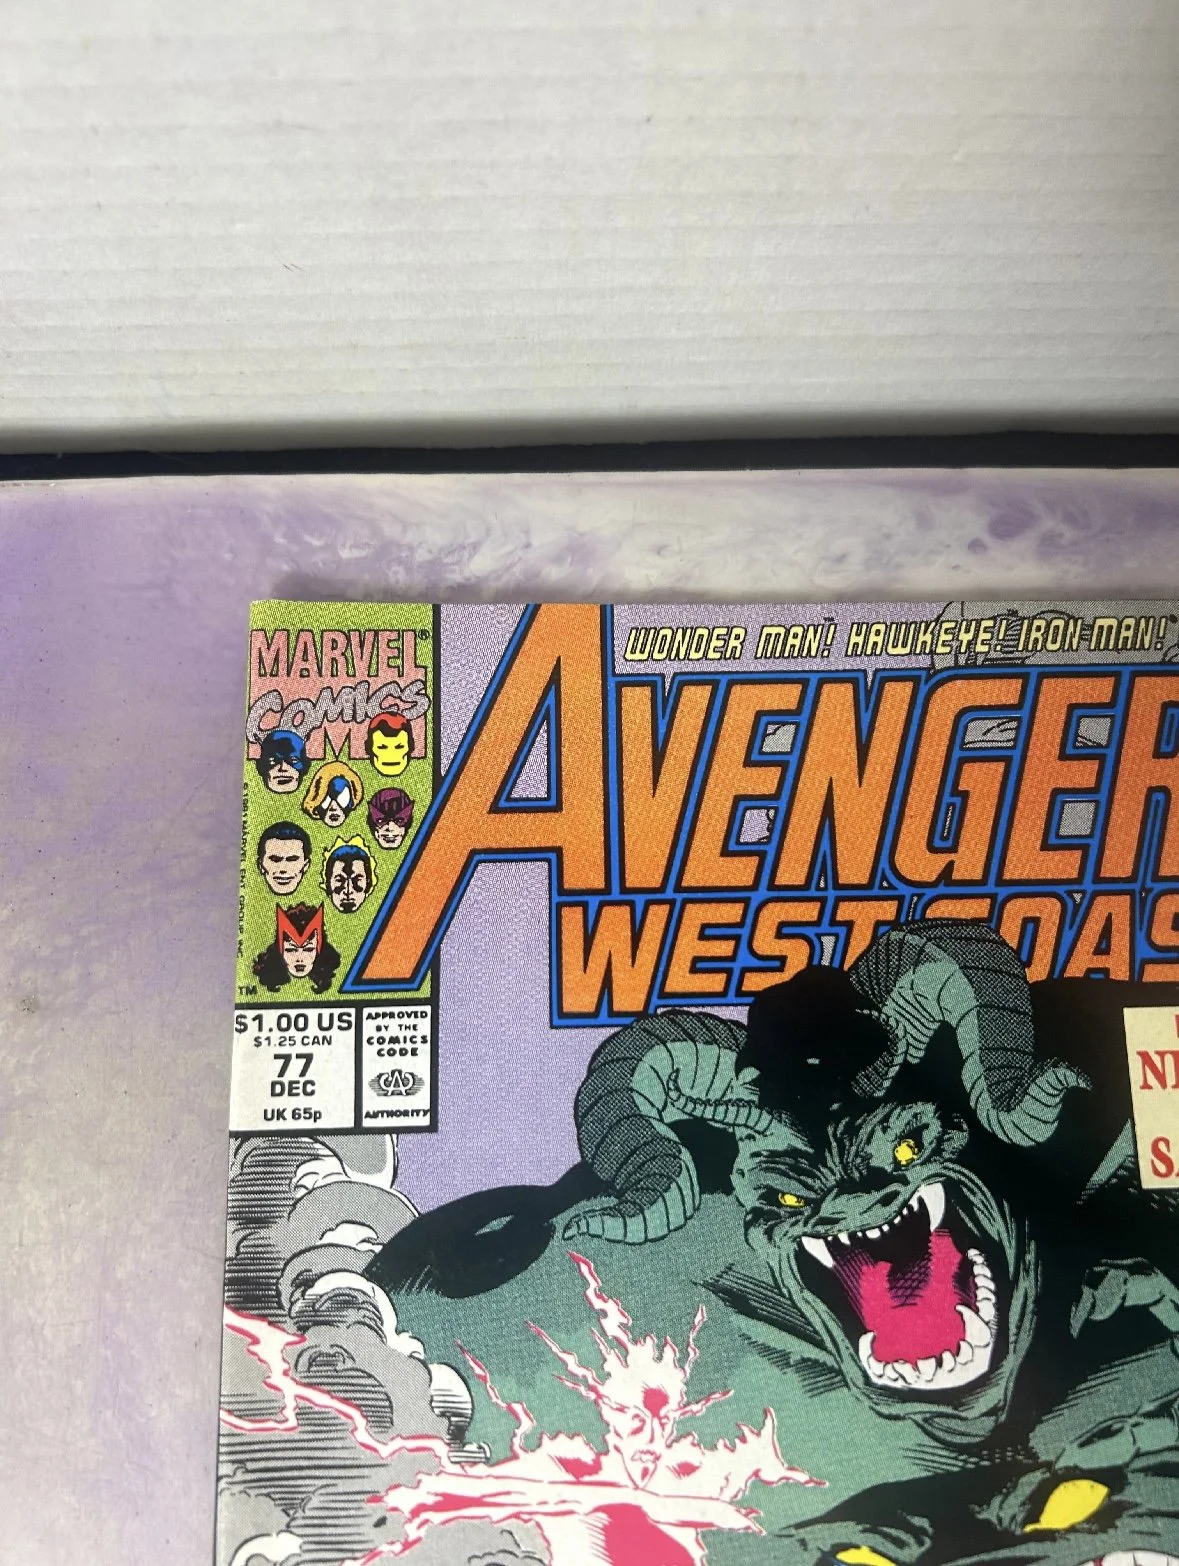 MARVEL®
COMICS
WONDER MAN! HAWKEYE! IRON MAN!
AVENGER
WEST COAS
TM
$1.00 US
$1.25 CAN
77
DEC
UK 65p
APPROVED
BY THE
COMICS
CODE
CA
AUTHORITY